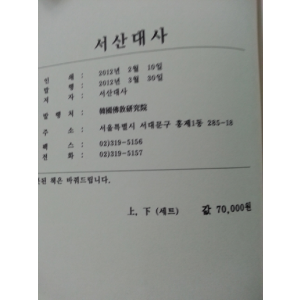 서산대사
인 쇄 : 2012년 2월 10일
발 행 : 2012년 2월 30일
저 자 : 서산대사
발 행 처 : 韓國佛敎硏究院
주 소 : 서울특별시 서대문구 홍제1동 285-18
팩 스 : 02)319-5156
전 화 : 02)319-5157
된 책은 바꿔드립니다.
上, 下 (세트) 값 70,000원